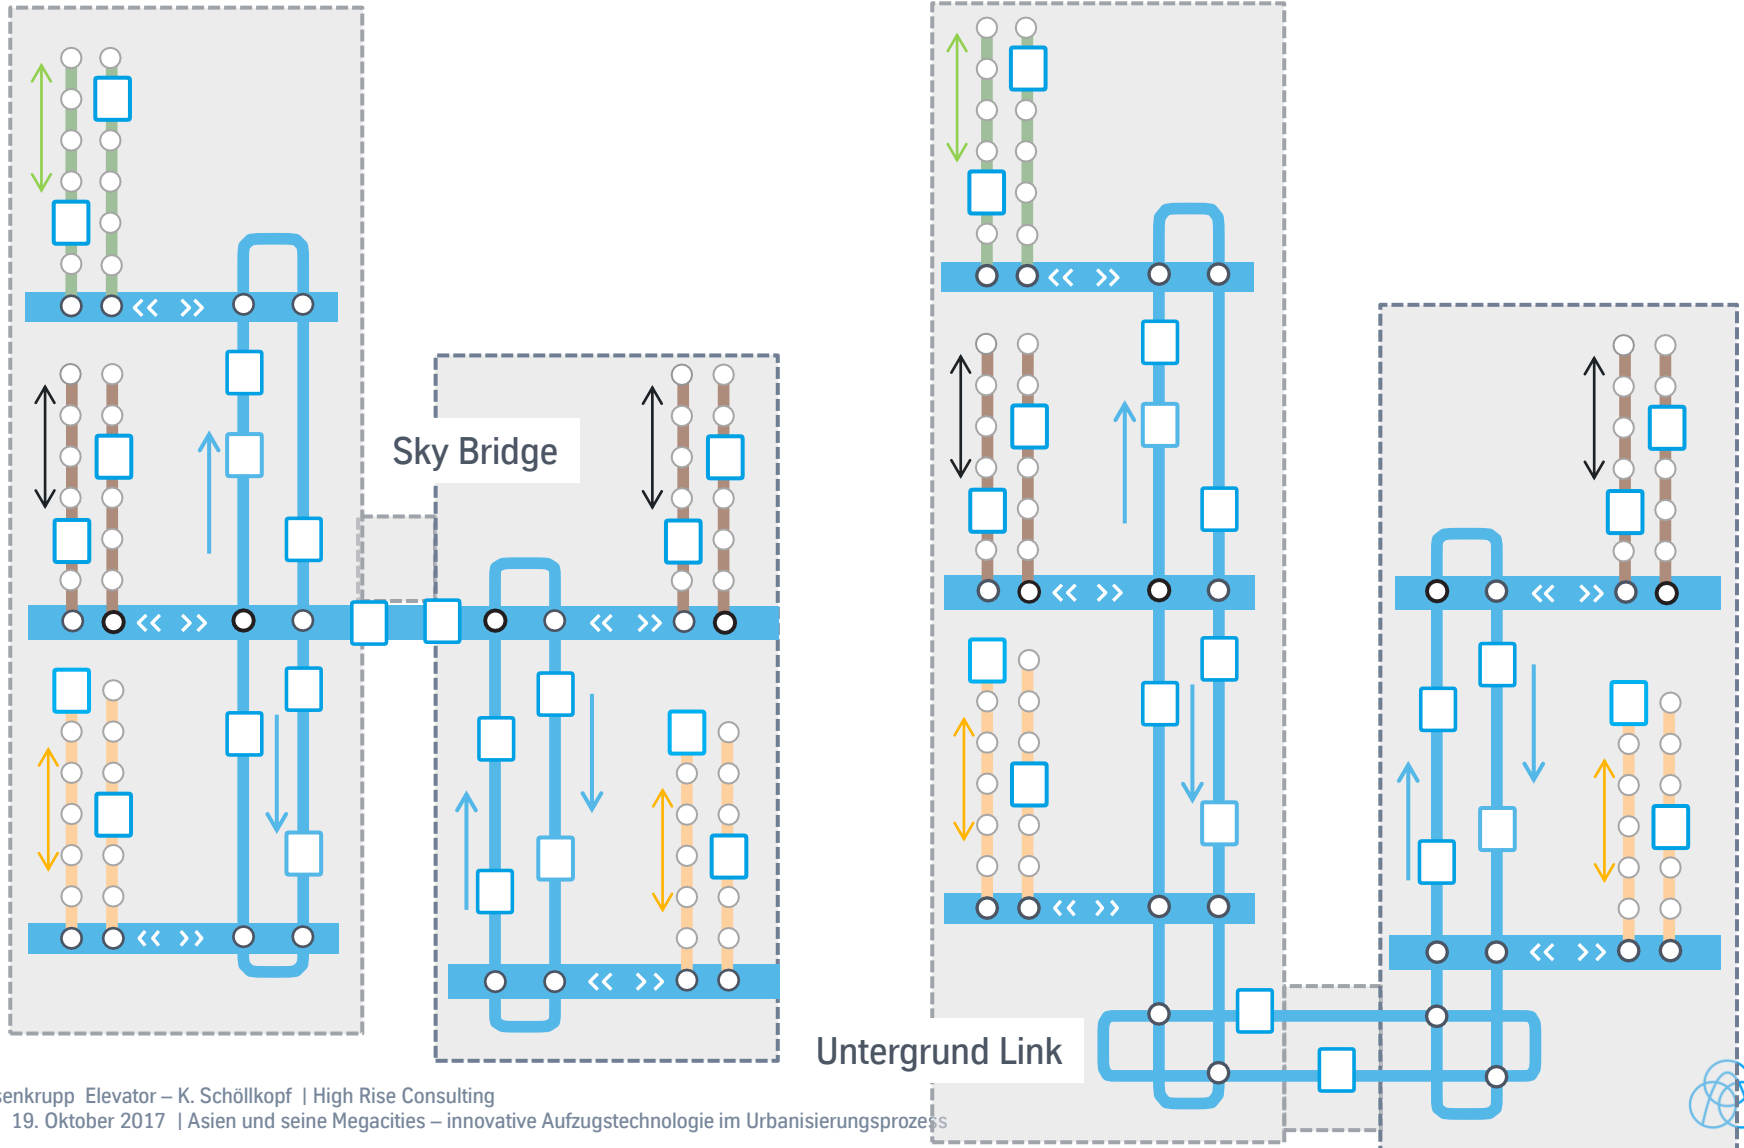 Sky Bridge
Untergrund Link
senkrupp Elevator – K. Schöllkopf | High Rise Consulting
19. Oktober 2017 | Asien und seine Megacities – innovative Aufzugstechnologie im Urbanisierungsprozess